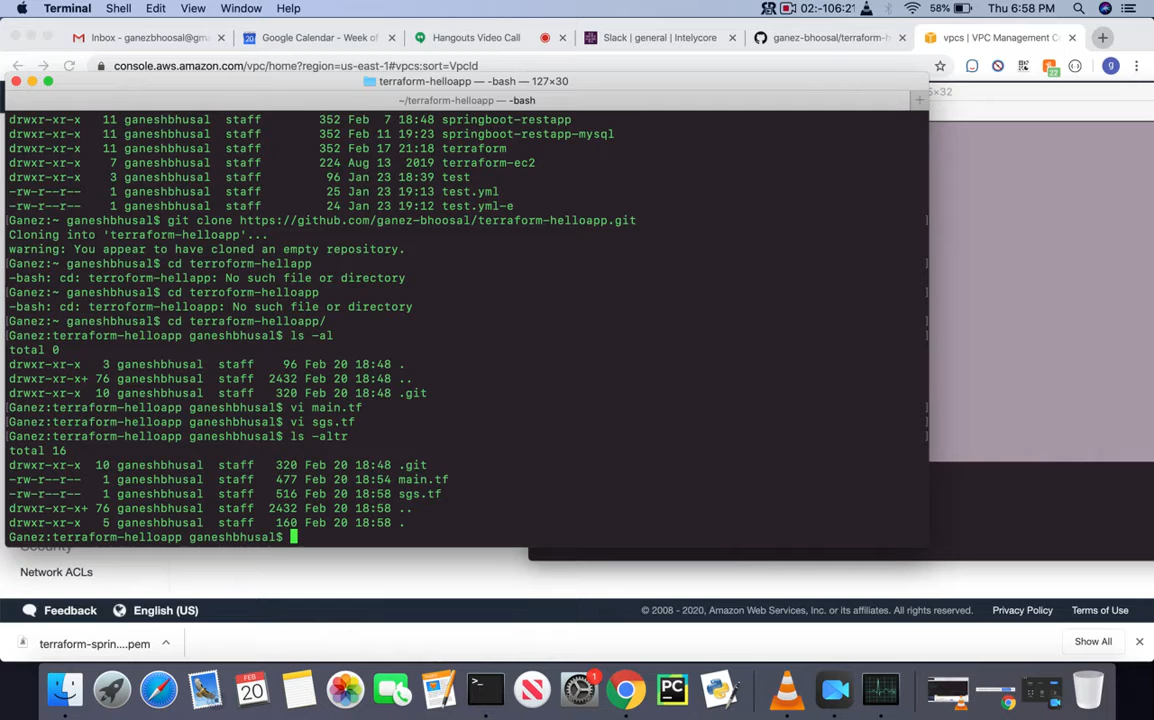 Terminal Shell Edit View Window Help 02:-106:21 58% Thu 6:58 PM
Inbox - ganezbhoosal@gma × Google Calendar - Week of × Hangouts Video Call × Slack | general | Intelycore × ganez-bhoosal/terraform-h × vpcs | VPC Management C × +
console.aws.amazon.com/vpc/home?region=us-east-1#vpcs:sort=VpcId 22 g
terraform-helloapp — -bash — 127×30
~/terraform-helloapp — -bash +
drwxr-xr-x 11 ganeshbhusal staff 352 Feb 7 18:48 springboot-restapp
drwxr-xr-x 11 ganeshbhusal staff 352 Feb 11 19:23 springboot-restapp-mysql
drwxr-xr-x 11 ganeshbhusal staff 352 Feb 17 21:18 terraform
drwxr-xr-x 7 ganeshbhusal staff 224 Aug 13 2019 terraform-ec2
drwxr-xr-x 3 ganeshbhusal staff 96 Jan 23 18:39 test
-rw-r--r-- 1 ganeshbhusal staff 25 Jan 23 19:13 test.yml
-rw-r--r-- 1 ganeshbhusal staff 24 Jan 23 19:12 test.yml-e
[Ganez:~ ganeshbhusal$ git clone https://github.com/ganez-bhoosal/terraform-helloapp.git ]
Cloning into 'terraform-helloapp'...
warning: You appear to have cloned an empty repository.
[Ganez:~ ganeshbhusal$ cd terroform-hellapp ]
-bash: cd: terroform-hellapp: No such file or directory
[Ganez:~ ganeshbhusal$ cd terroform-helloapp ]
-bash: cd: terroform-helloapp: No such file or directory
Ganez:~ ganeshbhusal$ cd terraform-helloapp/
[Ganez:terraform-helloapp ganeshbhusal$ ls -al ]
total 0
drwxr-xr-x 3 ganeshbhusal staff 96 Feb 20 18:48 .
drwxr-xr-x+ 76 ganeshbhusal staff 2432 Feb 20 18:48 ..
drwxr-xr-x 10 ganeshbhusal staff 320 Feb 20 18:48 .git
[Ganez:terraform-helloapp ganeshbhusal$ vi main.tf ]
[Ganez:terraform-helloapp ganeshbhusal$ vi sgs.tf ]
[Ganez:terraform-helloapp ganeshbhusal$ ls -altr ]
total 16
drwxr-xr-x 10 ganeshbhusal staff 320 Feb 20 18:48 .git
-rw-r--r-- 1 ganeshbhusal staff 477 Feb 20 18:54 main.tf
-rw-r--r-- 1 ganeshbhusal staff 516 Feb 20 18:58 sgs.tf
drwxr-xr-x+ 76 ganeshbhusal staff 2432 Feb 20 18:58 ..
drwxr-xr-x 5 ganeshbhusal staff 160 Feb 20 18:58 .
Ganez:terraform-helloapp ganeshbhusal$
Security
Network ACLs
Feedback English (US) © 2008 - 2020, Amazon Web Services, Inc. or its affiliates. All rights reserved. Privacy Policy Terms of Use
terraform-sprin....pem Show All ×
FEB
20
1
PC